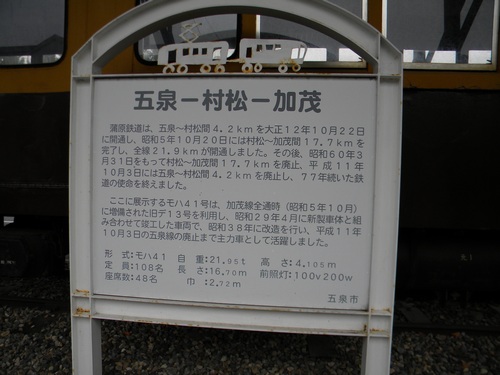 五泉−村松−加茂
蒲原鉄道は、五泉〜村松間4.2kmを大正12年10月22日
に開通し、昭和5年10月20日には村松〜加茂間17.7kmを
完了し、全線21.9kmが開通しました。その後、昭和60年3
月31日をもって村松〜加茂間17.7kmを廃止、平成11年
10月3日には五泉〜村松間4.2kmを廃止し、77年続いた鉄
道の使命を終えました。
ここに展示するモハ41号は、加茂線全通時(昭和5年10月)
に増備された旧デ13号を利用し、昭和29年4月に新製車体と組
み合わせて竣工した車両で、昭和38年に改造を行い、平成11年
10月3日の五泉線の廃止まで主力車として活躍しました。
形式:モハ41 自重:21.95t 高さ:4.105m
定員:108名 長さ:16.70m 前照灯:100v200w
座席数:48名 巾:2.72m
五泉市